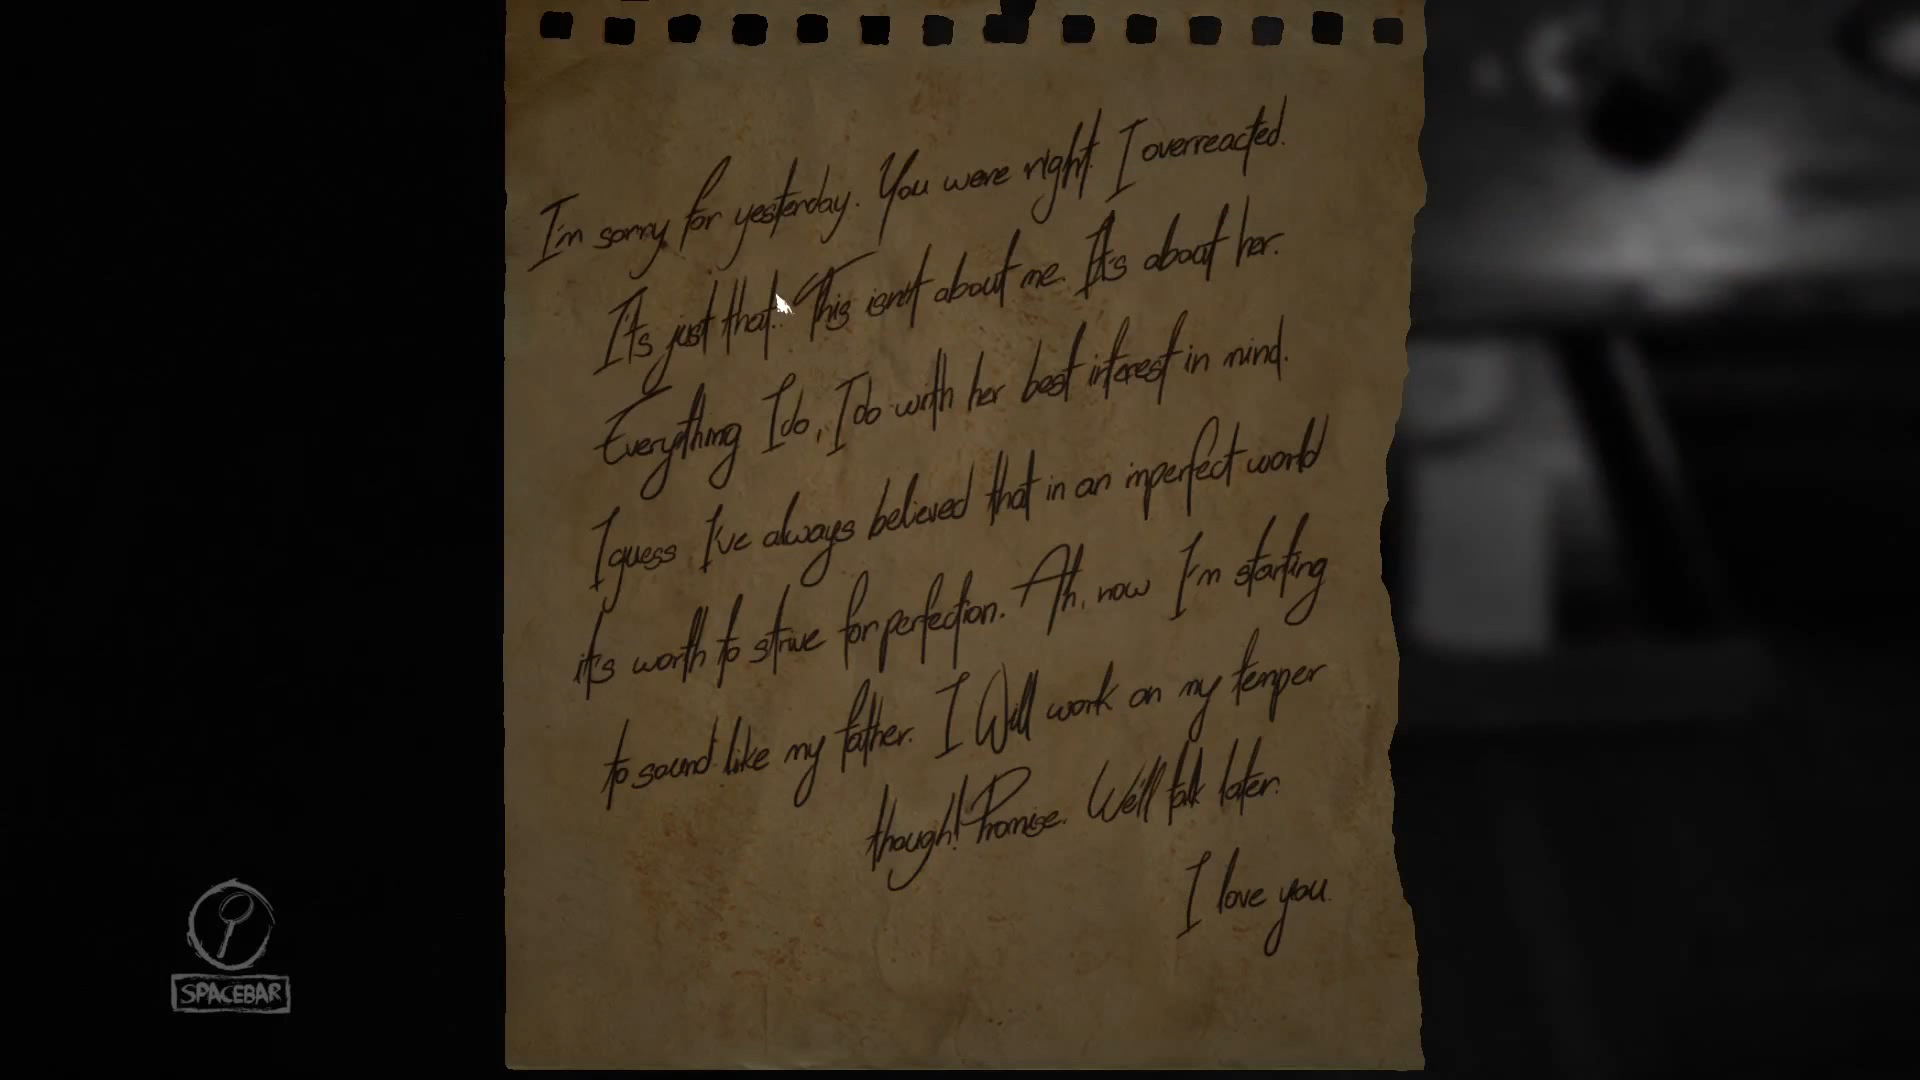 I'm sorry for yesterday. You were right. I overreacted.
It's just that... This isn't about me. It's about her.
Everything I do, I do with her best interest in mind.
I guess I've always believed that in an imperfect world
it's worth to strive for perfection. Ah, now I'm starting
to sound like my father. I Will work on my temper
though! Promise. We'll talk later.
I love you.
SPACEBAR